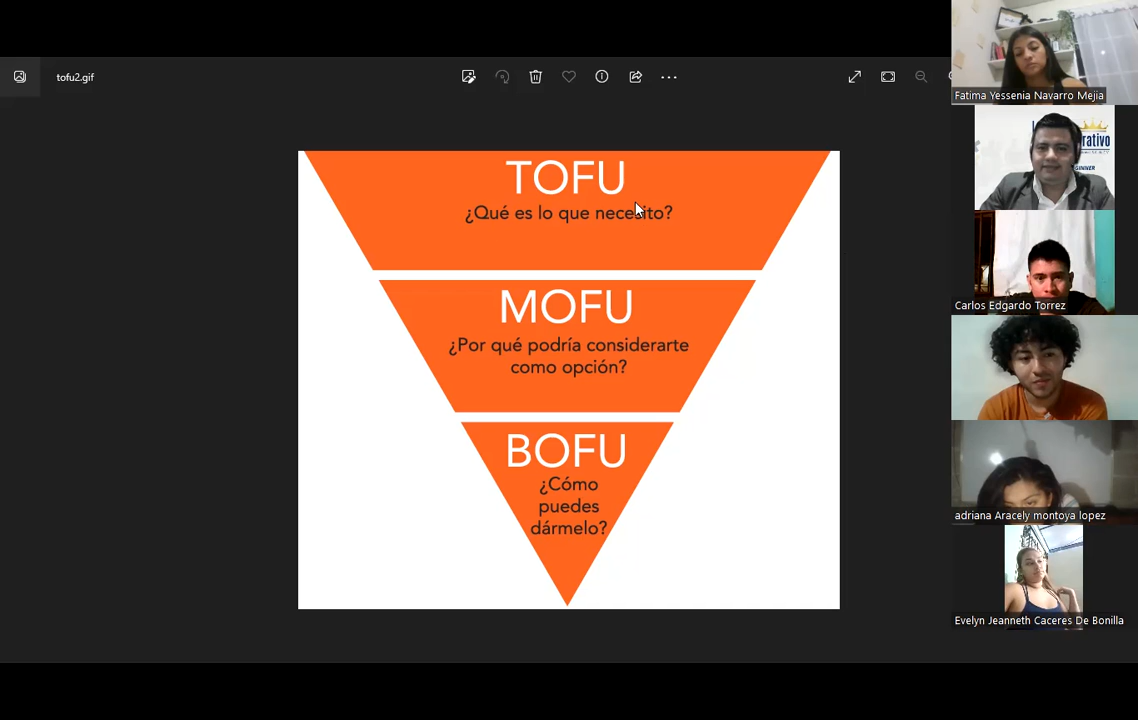 tofu2.gif
TOFU
¿Qué es lo que necesito?
MOFU
¿Por qué podría considerarte
como opción?
BOFU
¿Cómo
puedes
dármelo?
Fatima Yessenia Navarro Mejia
Carlos Edgardo Torrez
adriana Aracely montoya lopez
Evelyn Jeanneth Caceres De Bonilla